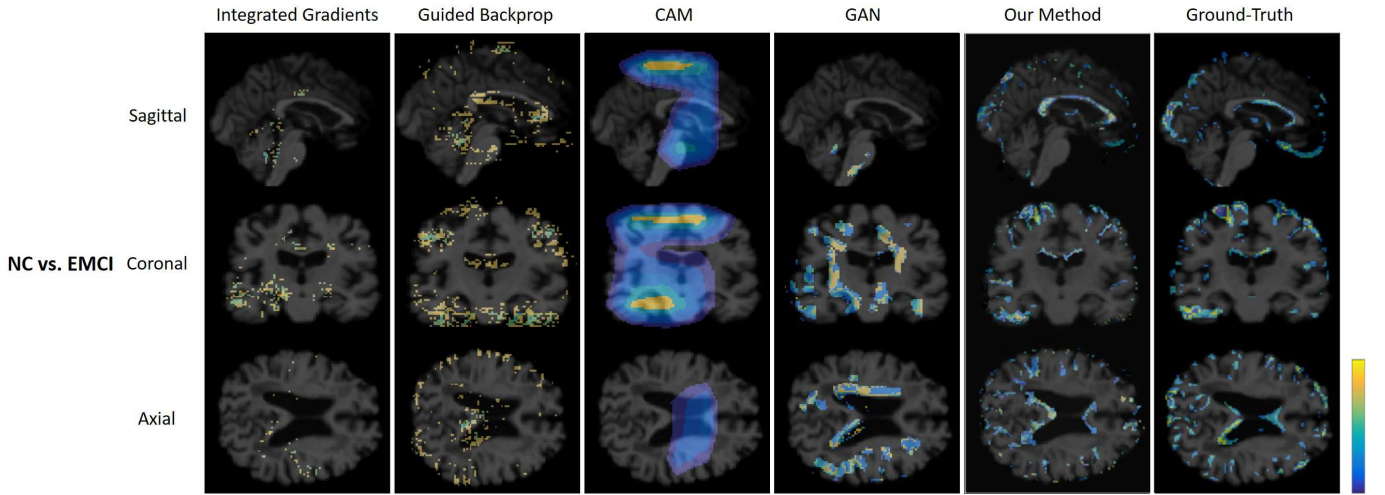 Integrated Gradients
Guided Backprop
CAM
GAN
Our Method
Ground-Truth
Sagittal
NC vs. EMCI
Coronal
Axial